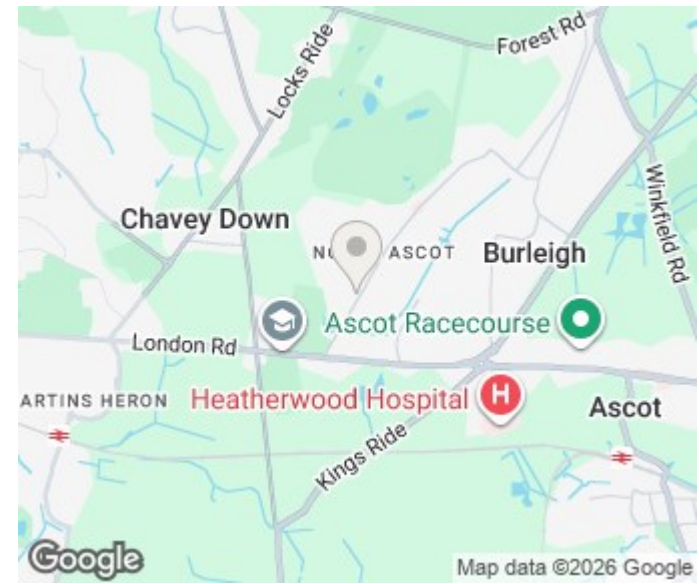 Forest Rd
Locks Ride
Winkfield Rd
Chavey Down
ASCOT
Burleigh
Ascot Racecourse
London Rd
ARTINS HERON
Heatherwood Hospital
H
Ascot
Kings Ride
Google
Map data ©2026 Google